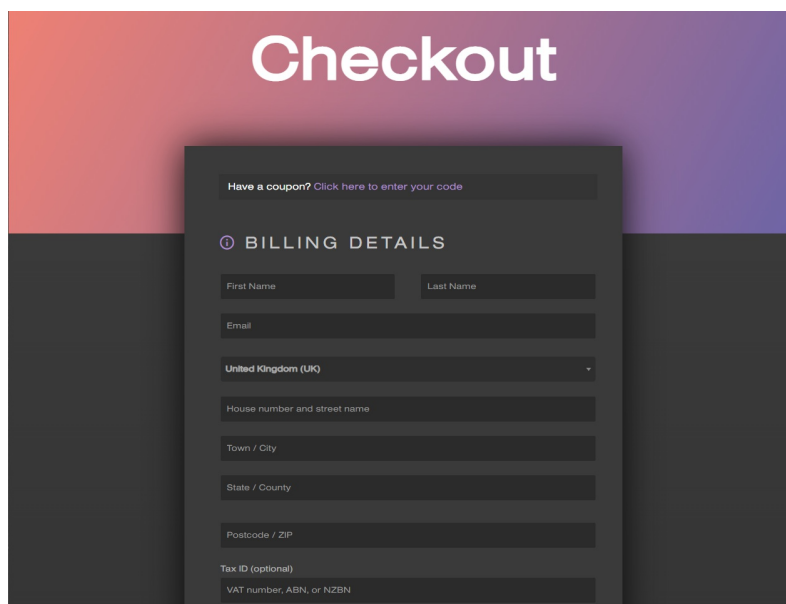 Checkout
Have a coupon? Click here to enter your code
BILLING DETAILS
First Name
Last Name
Email
United Kingdom (UK)
House number and street name
Town / City
State / County
Postcode / ZIP
Tax ID (optional)
VAT number, ABN, or NZBN